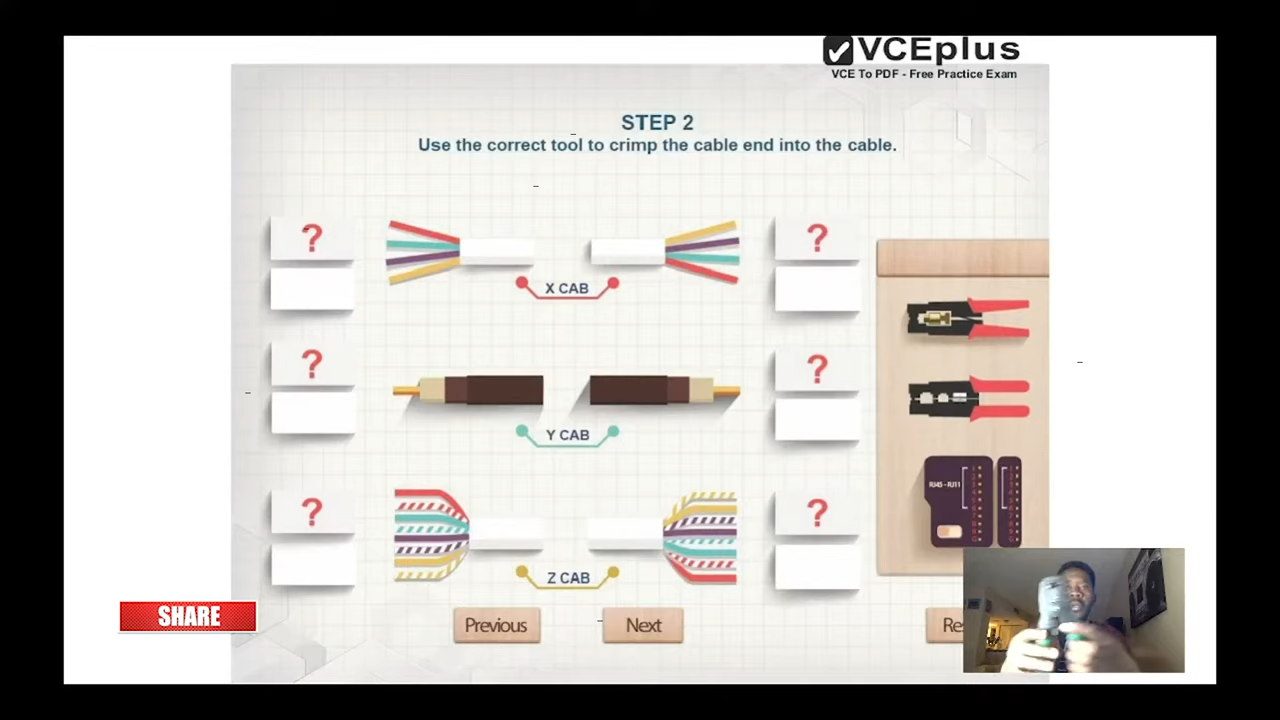 VCEplus
VCE To PDF - Free Practice Exam
STEP 2
Use the correct tool to crimp the cable end into the cable.
? ?
X CAB
? ?
Y CAB
RJ45 - RJ11
? ?
Z CAB
SHARE
Previous Next Res